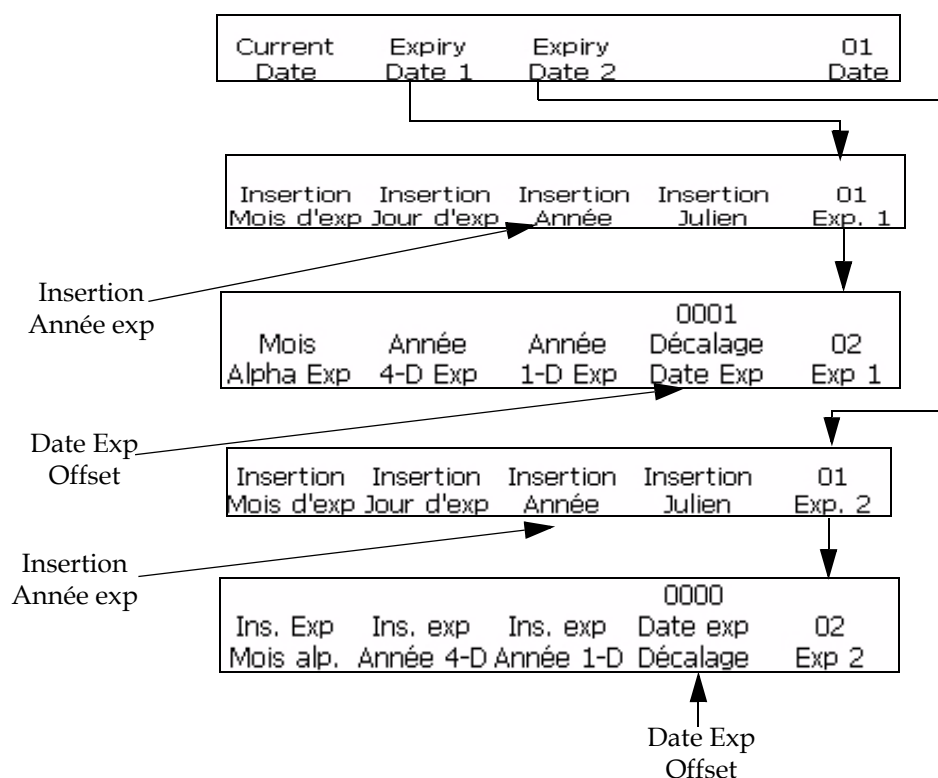 Current Expiry Expiry 01
Date Date 1 Date 2 Date
Insertion Insertion Insertion Insertion 01
Mois d'exp Jour d'exp Année Julien Exp. 1
Insertion
Année exp
0001
Mois Année Année Décalage 02
Alpha Exp 4-D Exp 1-D Exp Date Exp Exp 1
Date Exp
Offset
Insertion Insertion Insertion Insertion 01
Mois d'exp Jour d'exp Année Julien Exp. 2
Insertion
Année exp
0000
Ins. Exp Ins. exp Ins. exp Date exp 02
Mois alp. Année 4-D Année 1-D Décalage Exp 2
Date Exp
Offset